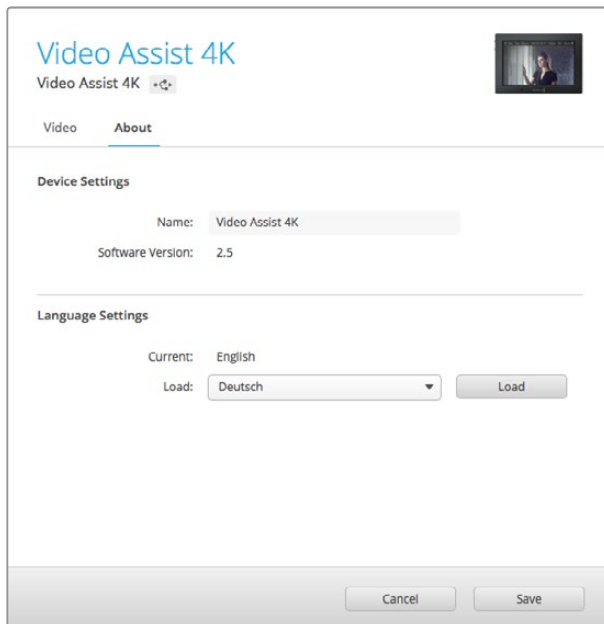 Video Assist 4K
Video Assist 4K
Video About
Device Settings
Name: Video Assist 4K
Software Version: 2.5
Language Settings
Current: English
Load: Deutsch Load
Cancel Save